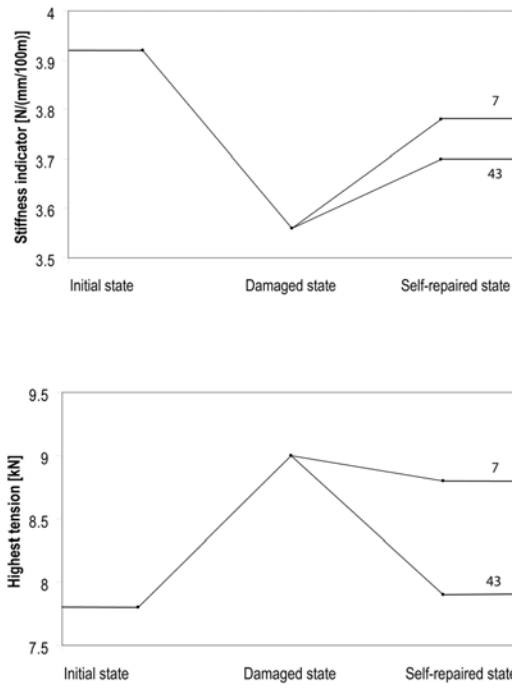 Stiffness indicator [N/(mm/100m)]
4
3.9
3.8
3.7
3.6
3.5
7
43
Initial state
Damaged state
Self-repaired state
Highest tension [kN]
9.5
9
8.5
8
7.5
7
43
Initial state
Damaged state
Self-repaired state